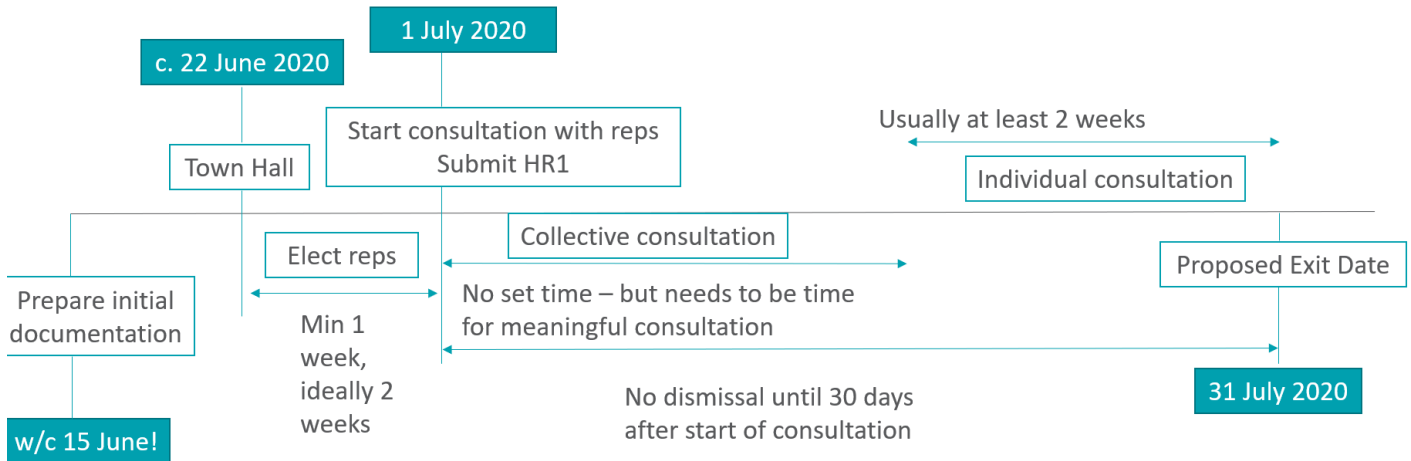 1 July 2020
c. 22 June 2020
Town Hall
Start consultation with reps
Submit HR1
Usually at least 2 weeks
Individual consultation
Elect reps
Collective consultation
Prepare initial
documentation
Min 1
week,
ideally 2
weeks
No set time – but needs to be time
for meaningful consultation
Proposed Exit Date
No dismissal until 30 days
after start of consultation
31 July 2020
w/c 15 June!